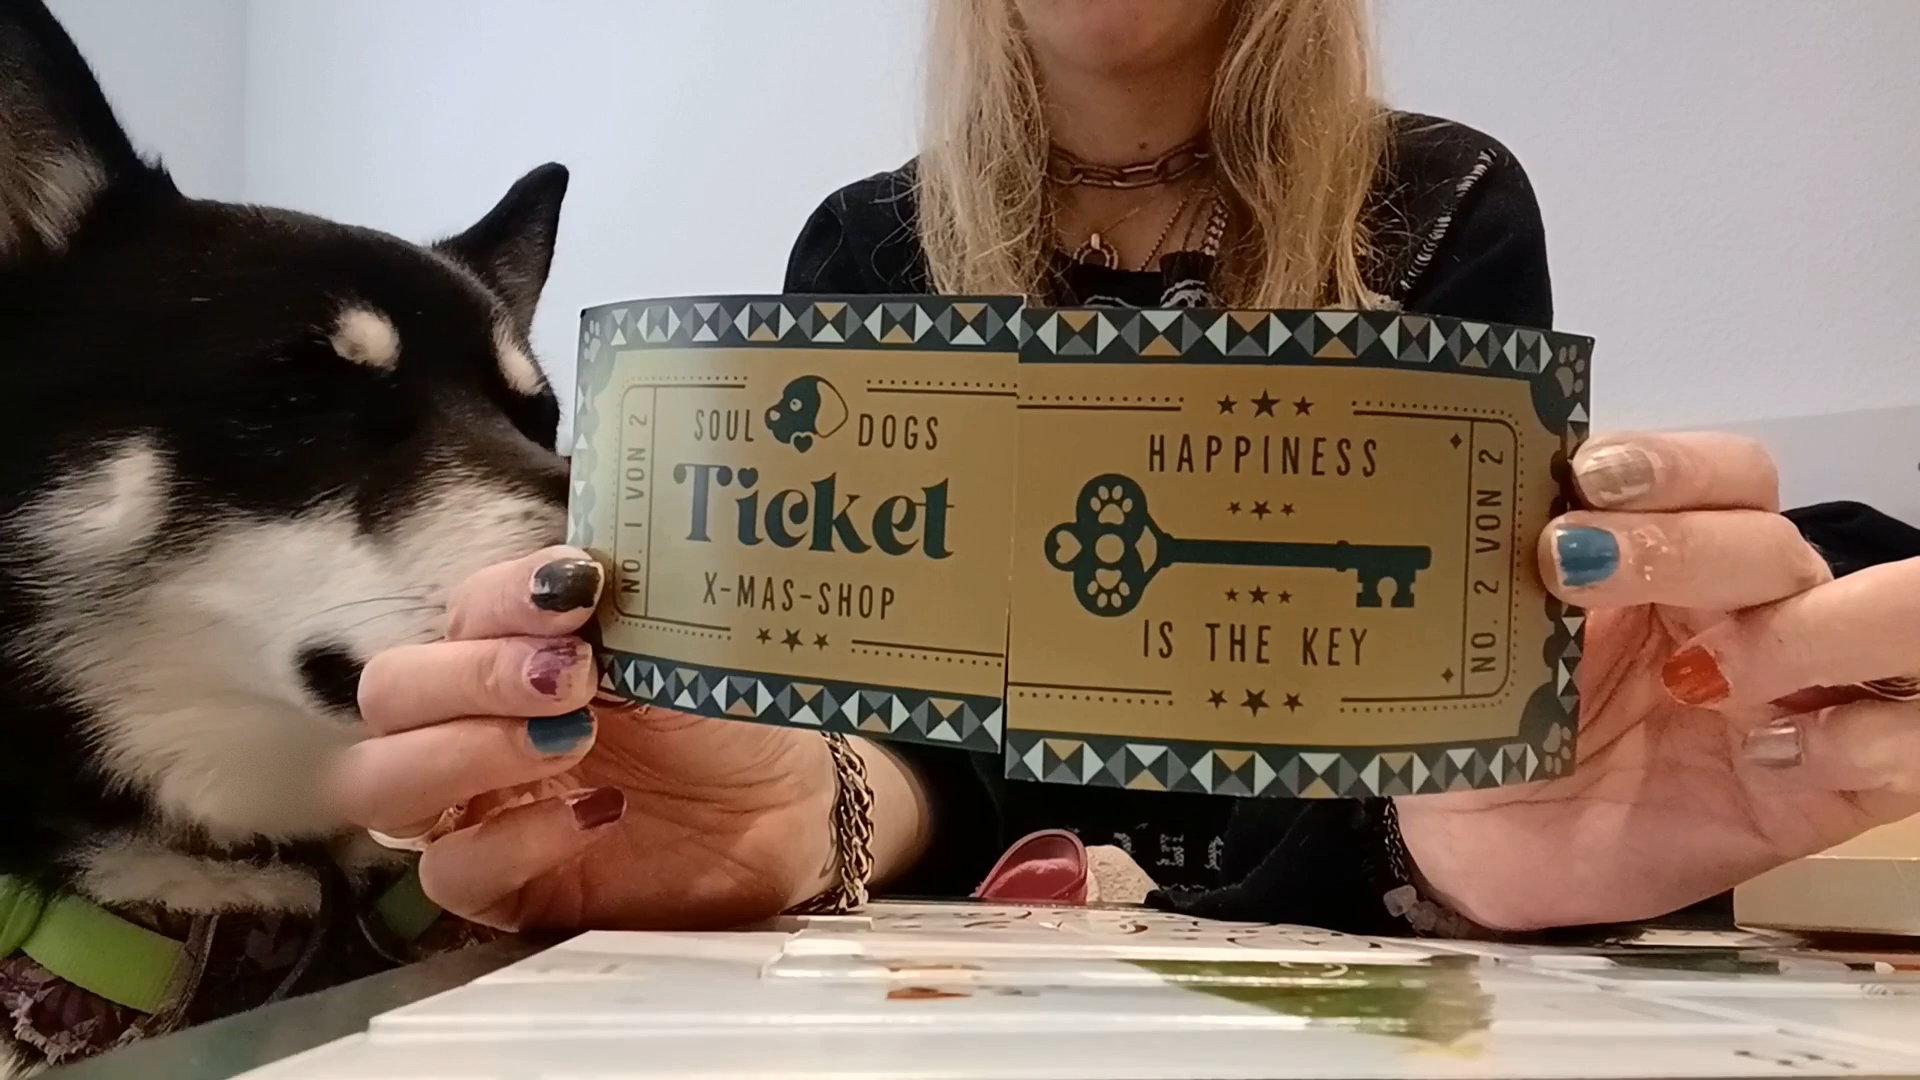 SOUL DOGS
Ticket
X-MAS-SHOP
NO. 1 VON 2
HAPPINESS
IS THE KEY
NO. 2 VON 2